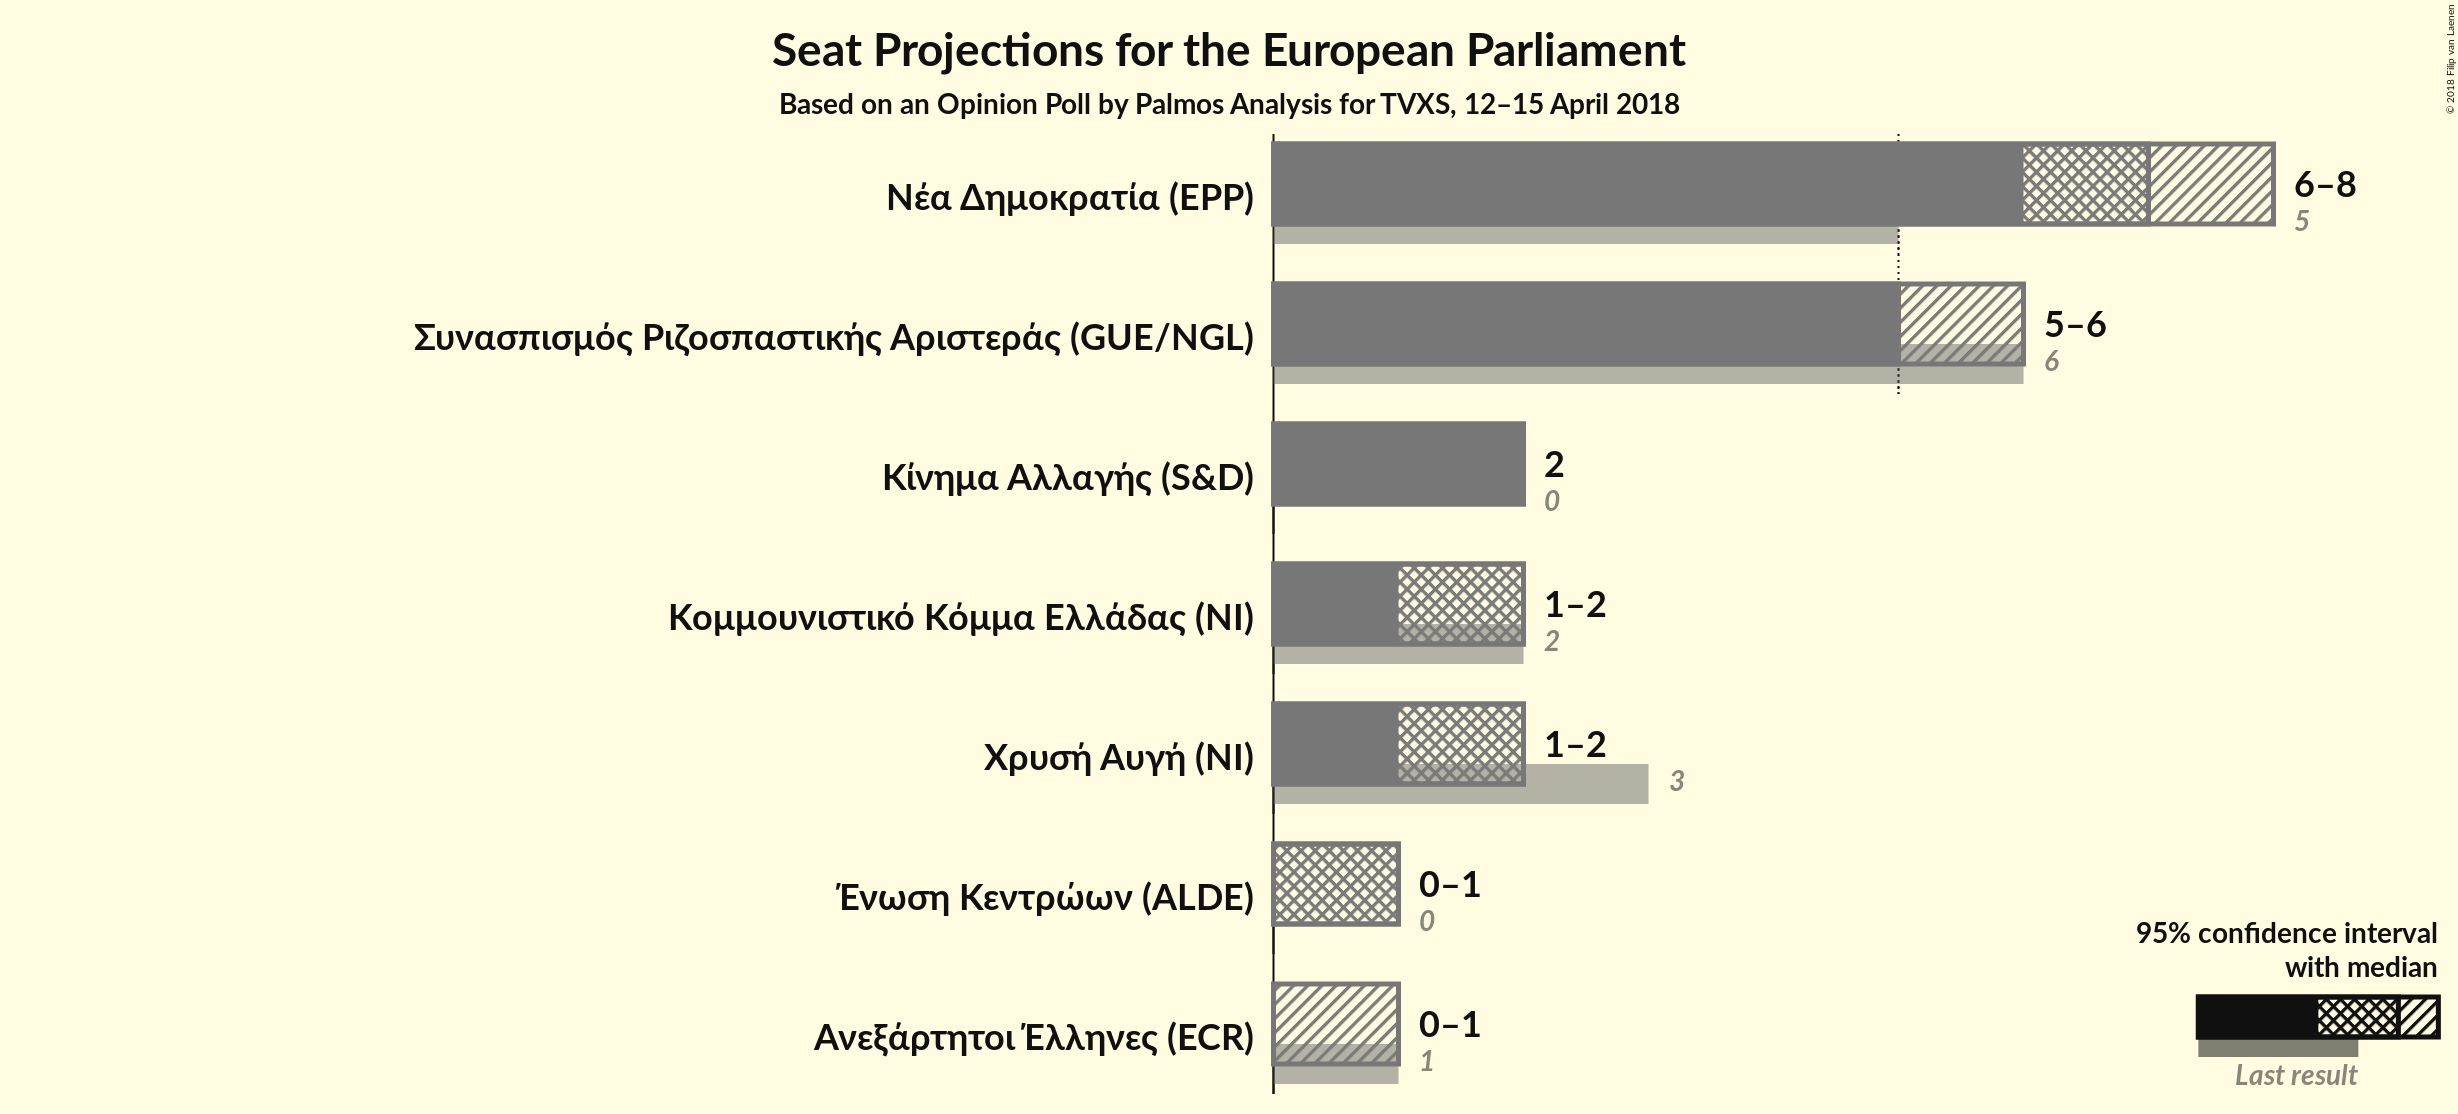 Seat Projections for the European Parliament
Based on an Opinion Poll by Palmos Analysis for TVXS, 12–15 April 2018
© 2018 Filip van Laenen
Νέα Δημοκρατία (EPP)
6–8
5
Συνασπισμός Ριζοσπαστικής Αριστεράς (GUE/NGL)
5–6
6
Κίνημα Αλλαγής (S&D)
2
0
Κομμουνιστικό Κόμμα Ελλάδας (NI)
1–2
2
Χρυσή Αυγή (NI)
1–2
3
Ένωση Κεντρώων (ALDE)
0–1
0
Ανεξάρτητοι Έλληνες (ECR)
0–1
1
95% confidence interval
with median
Last result